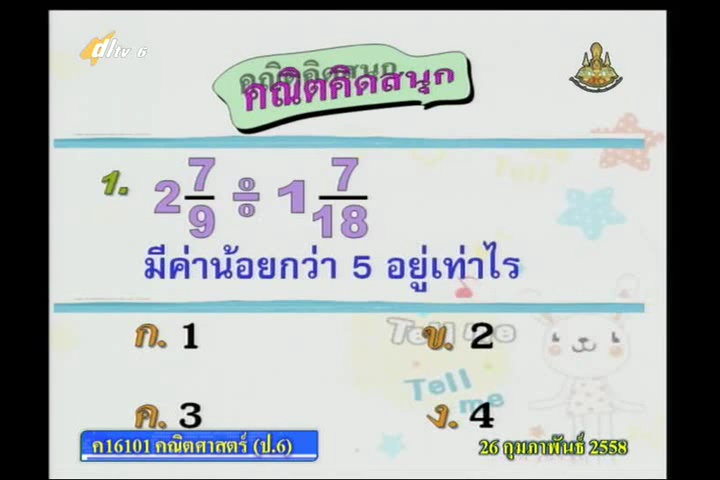 dltv 6
คณิตคิดสนุก
1. 2 7/9 ÷ 1 7/18
มีค่าน้อยกว่า 5 อยู่เท่าไร
ก. 1
ข. 2
ค. 3
ง. 4
Tell me
Tell me
Tell
ค16101 คณิตศาสตร์ (ป.6)
26 กุมภาพันธ์ 2558